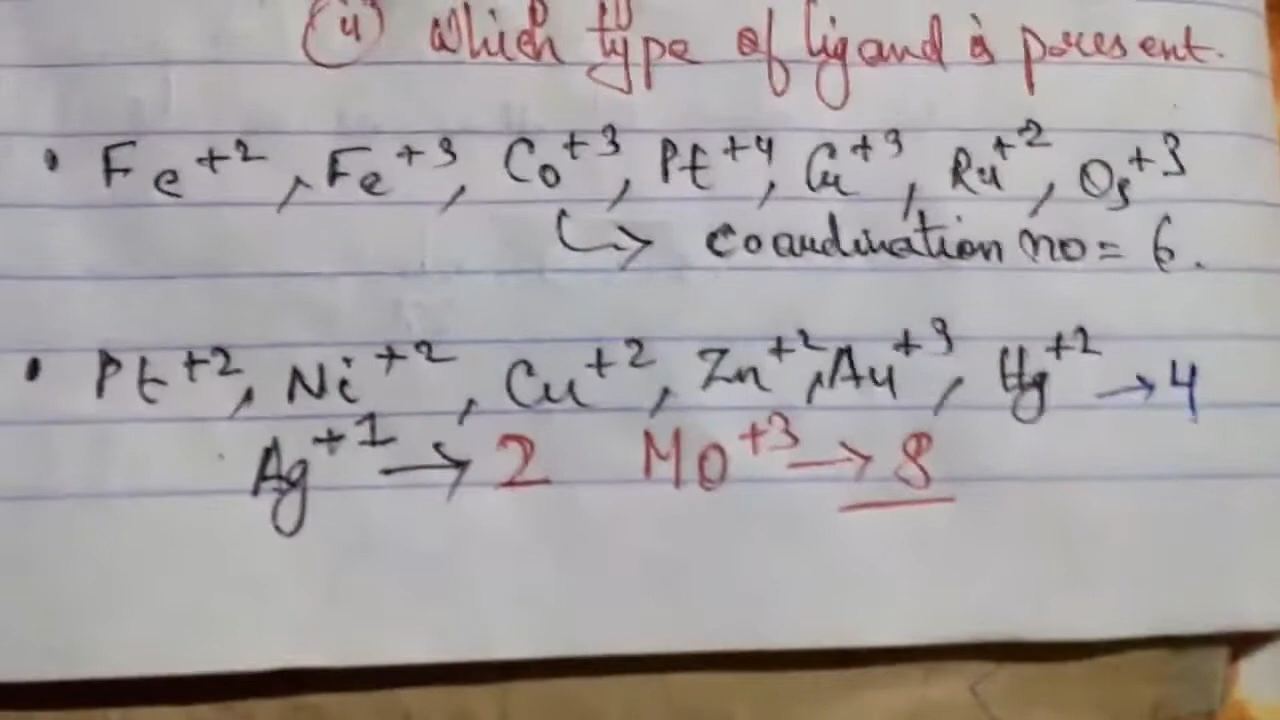 (ii) which type of ligand is present.
• Fe+2, Fe+3, Co+3, Pt+4, Cr+3, Ru+2, Os+3
↳ coordination no = 6.
• Pt+2, Ni+2, Cu+2, Zn+2, Au+3, Hg+2 → 4
Ag+1 → 2 Mo+3 → 8